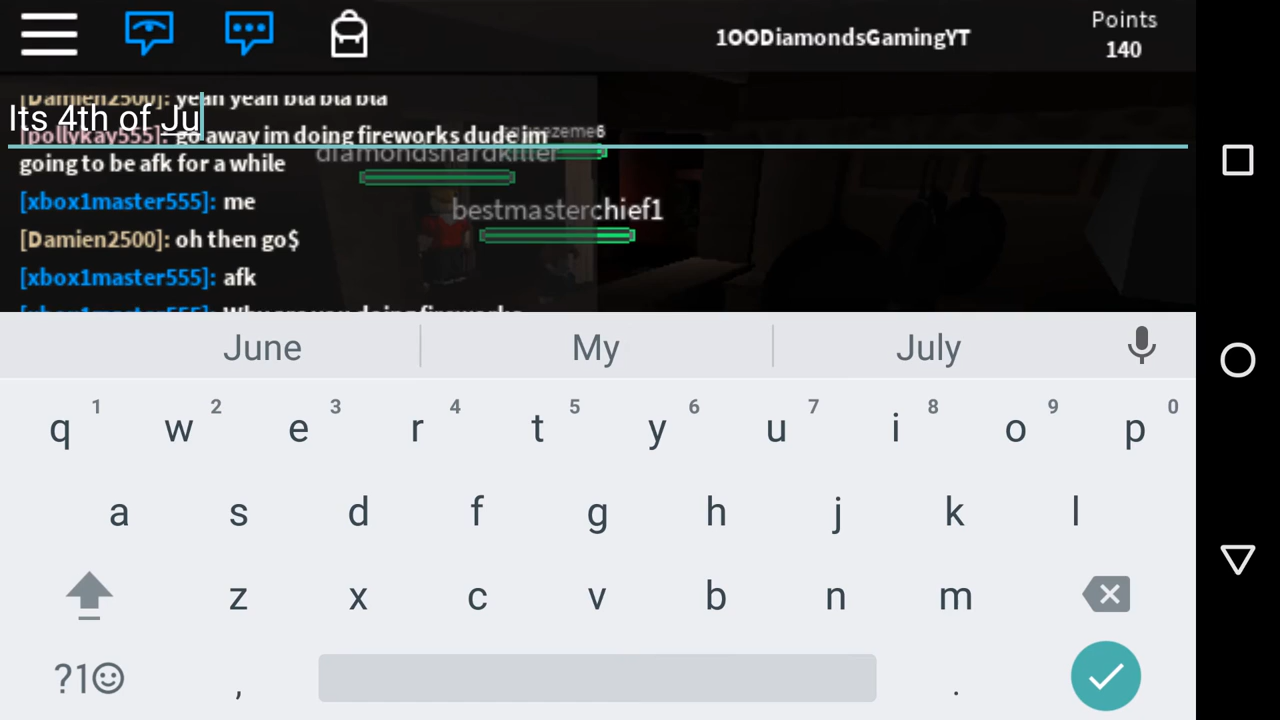 100DiamondsGamingYT
Points
140
[Damien2500]: yeah yeah bla bla bla
Its 4th of Ju
[pollykay555]: go away im doing fireworks dude im
going to be afk for a while
diamondshardkiller
[xbox1master555]: me
bestmasterchief1
[Damien2500]: oh then go$
[xbox1master555]: afk
June My July
q 1 w 2 e 3 r 4 t 5 y 6 u 7 i 8 o 9 p 0
a s d f g h j k l
z x c v b n m
?1☺ , .